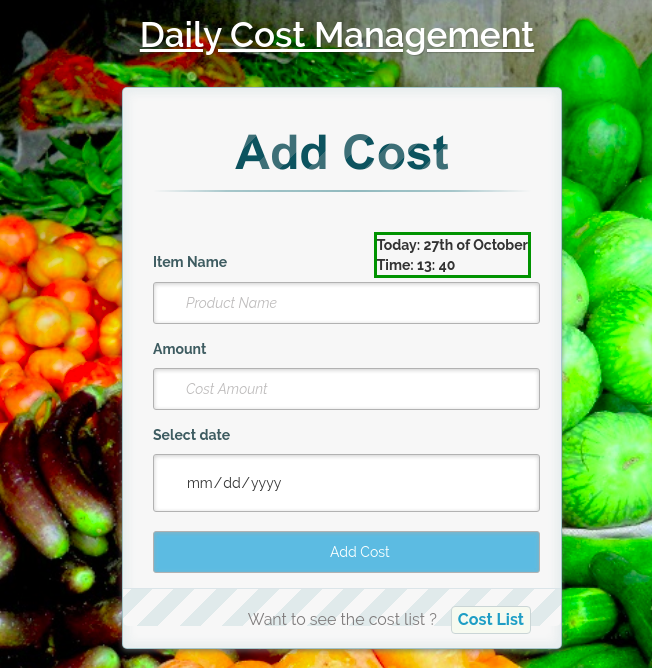 Daily Cost Management
Add Cost
Today: 27th of October
Time: 13: 40
Item Name
Product Name
Amount
Cost Amount
Select date
mm/dd/yyyy
Add Cost
Want to see the cost list ? Cost List